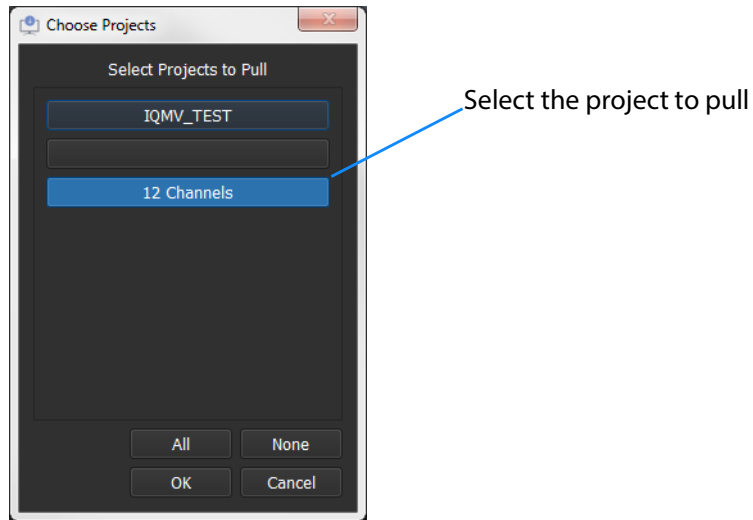 Choose Projects
Select Projects to Pull
IQMV_TEST
12 Channels
All None
OK Cancel
Select the project to pull